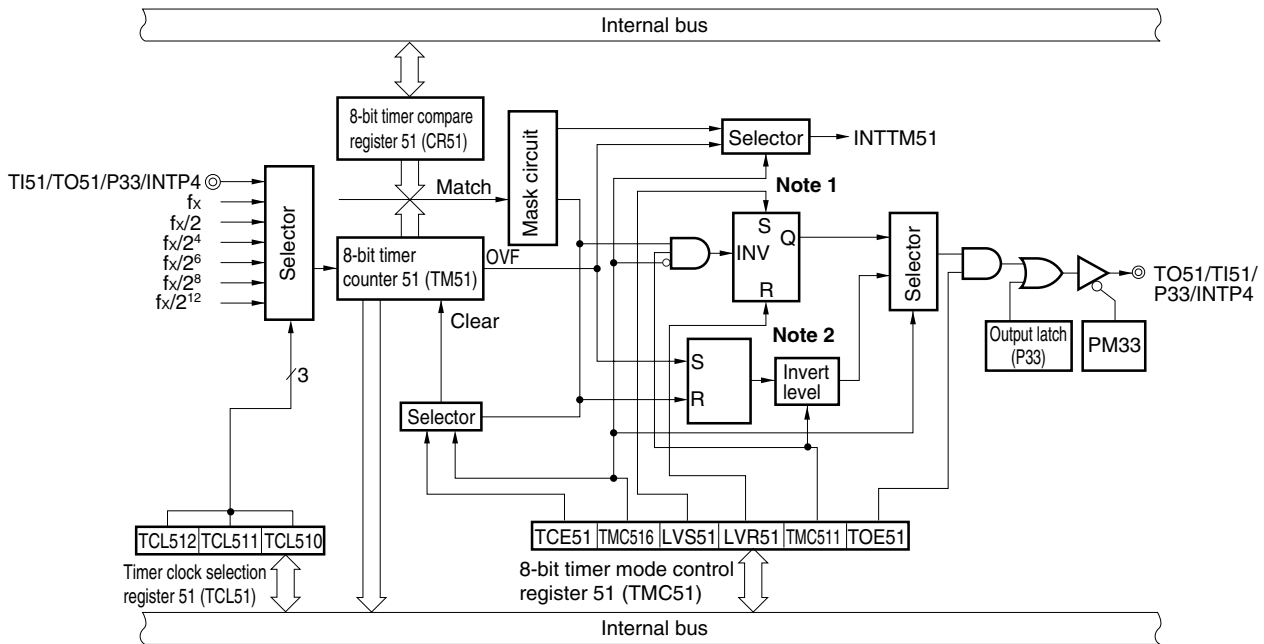 Internal bus
8-bit timer compare
register 51 (CR51)
Mask circuit
Selector
INTTM51
TI51/TO51/P33/INTP4
fX
fX/2
fX/2⁴
fX/2⁶
fX/2⁸
fX/2¹²
Selector
Match
Note 1
S
Q
INV
R
8-bit timer
counter 51 (TM51)
OVF
Clear
Selector
TO51/TI51/
P33/INTP4
Output latch
(P33)
PM33
Note 2
S
R
Invert
level
3
Selector
TCL512 TCL511 TCL510
Timer clock selection
register 51 (TCL51)
TCE51 TMC516 LVS51 LVR51 TMC511 TOE51
8-bit timer mode control
register 51 (TMC51)
Internal bus